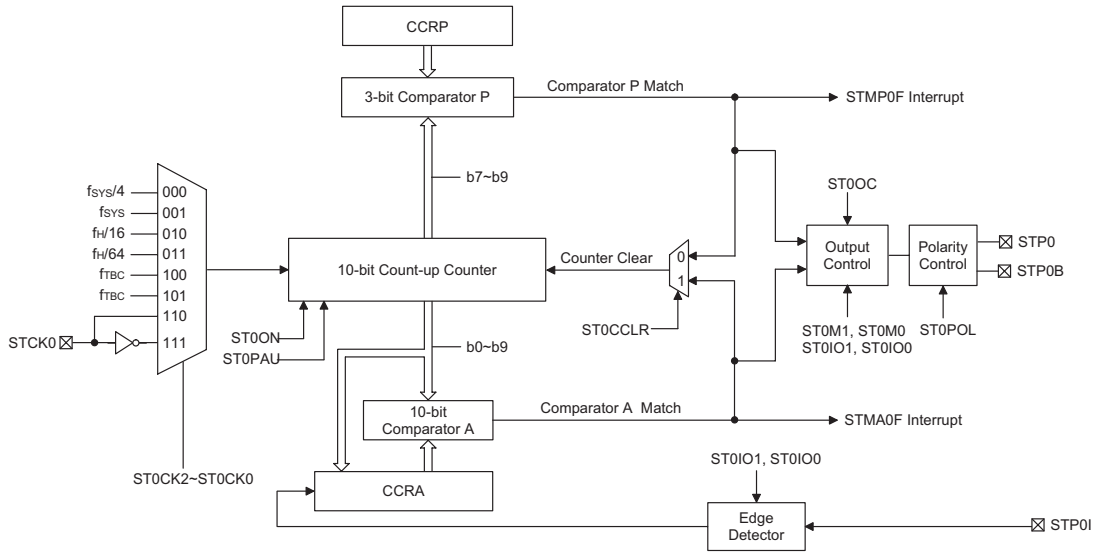 CCRP
3-bit Comparator P
Comparator P Match
STMP0F Interrupt
b7~b9
fSYS/4
000
fSYS
001
fH/16
010
fH/64
011
fTBC
100
fTBC
101
110
111
STCK0
ST0CK2~ST0CK0
10-bit Count-up Counter
ST0ON
ST0PAU
Counter Clear
0
1
ST0CCLR
ST0OC
Output
Control
ST0M1, ST0M0
ST0IO1, ST0IO0
Polarity
Control
ST0POL
STP0
STP0B
b0~b9
10-bit
Comparator A
Comparator A Match
STMA0F Interrupt
CCRA
ST0IO1, ST0IO0
Edge
Detector
STP0I